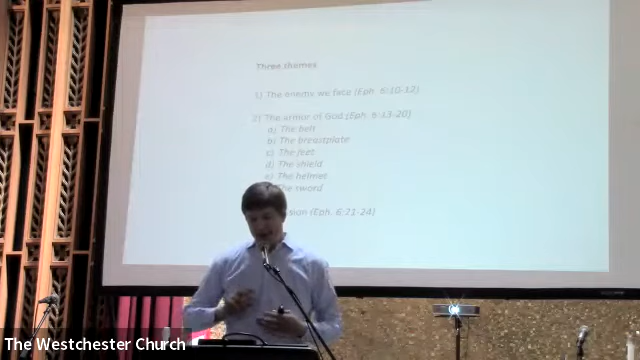 Three themes
1) The enemy we face (Eph. 6:10-12)
2) The armor of God (Eph. 6:13-20)
a) The belt
b) The breastplate
c) The feet
d) The shield
e) The helmet
The sword
sion (Eph. 6:21-24)
The Westchester Church